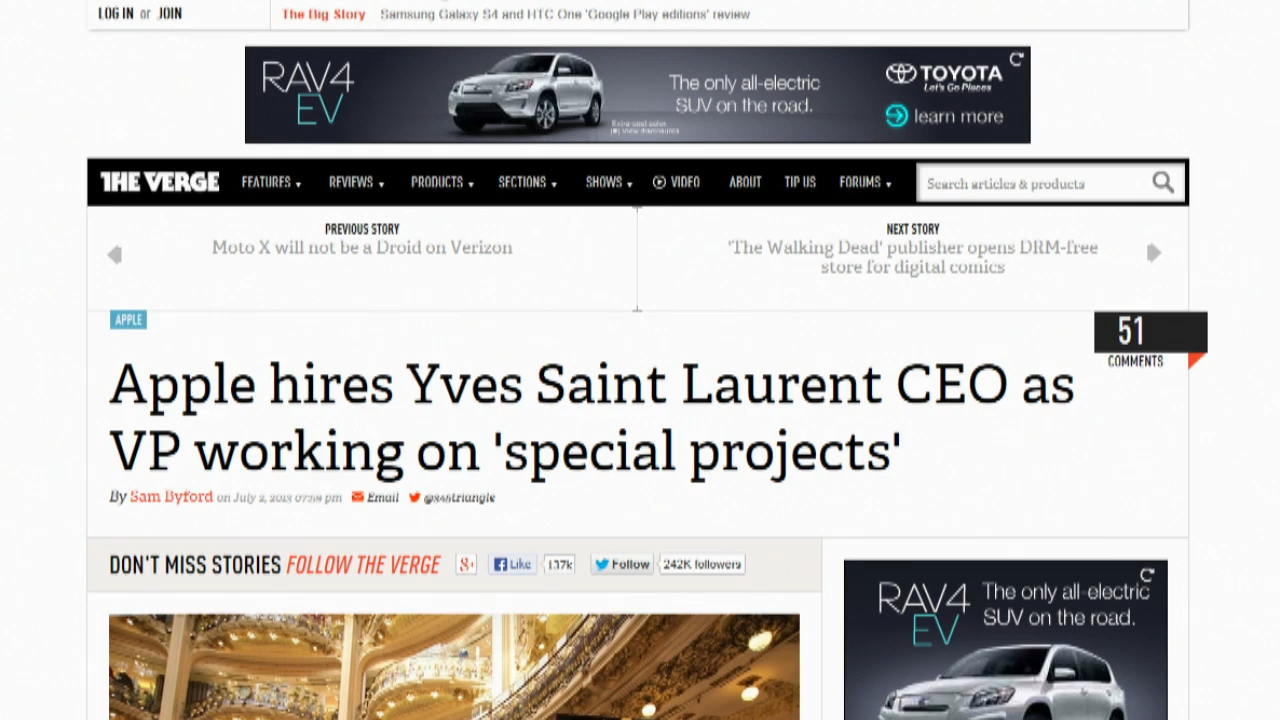 LOG IN or JOIN
The Big Story Samsung Galaxy S4 and HTC One 'Google Play editions' review
RAV4
EV
The only all-electric
SUV on the road.
TOYOTA
Let's Go Places
learn more
THE VERGE FEATURES REVIEWS PRODUCTS SECTIONS SHOWS VIDEO ABOUT TIP US FORUMS Search articles & products
PREVIOUS STORY
Moto X will not be a Droid on Verizon
NEXT STORY
'The Walking Dead' publisher opens DRM-free
store for digital comics
APPLE
51
COMMENTS
Apple hires Yves Saint Laurent CEO as
VP working on 'special projects'
By Sam Byford on July 2, 2013 pm Email @345triangle
DON'T MISS STORIES FOLLOW THE VERGE 8+ Like 137k Follow 242K followers
RAV4
EV
The only all-electric
SUV on the road.